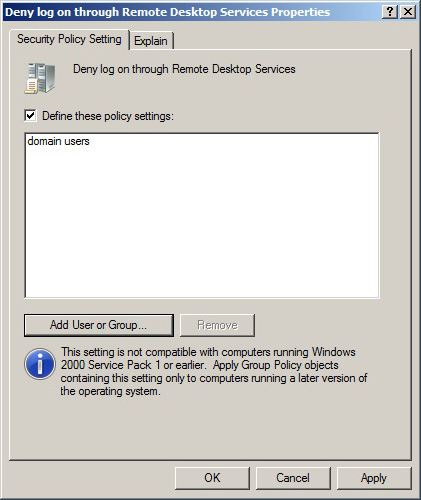 Deny log on through Remote Desktop Services Properties
Security Policy Setting
Explain
Deny log on through Remote Desktop Services
Define these policy settings:
domain users
Add User or Group...
Remove
This setting is not compatible with computers running Windows
2000 Service Pack 1 or earlier. Apply Group Policy objects
containing this setting only to computers running a later version of
the operating system.
OK
Cancel
Apply